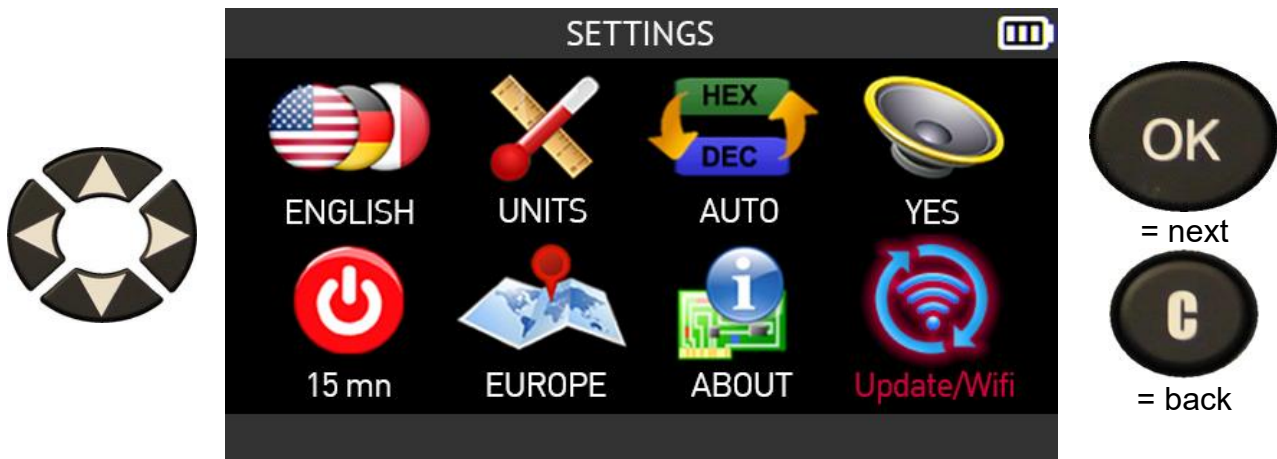 SETTINGS
HEX
DEC
ENGLISH UNITS AUTO YES
15 mn EUROPE ABOUT Update/Wifi
OK
= next
C
= back